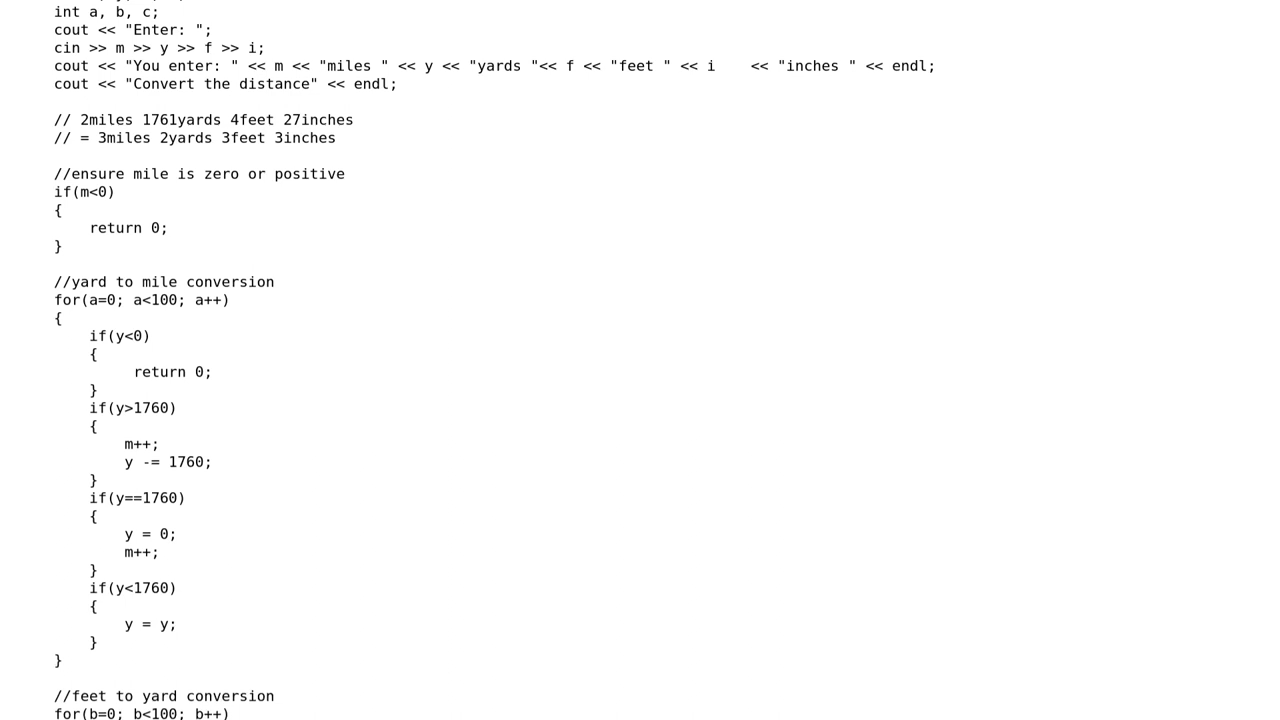 int a, b, c;
cout << "Enter: ";
cin >> m >> y >> f >> i;
cout << "You enter: " << m << "miles " << y << "yards "<< f << "feet " << i    << "inches " << endl;
cout << "Convert the distance" << endl;

// 2miles 1761yards 4feet 27inches
// = 3miles 2yards 3feet 3inches

//ensure mile is zero or positive
if(m<0)
{
    return 0;
}

//yard to mile conversion
for(a=0; a<100; a++)
{
    if(y<0)
    {
         return 0;
    }
    if(y>1760)
    {
        m++;
        y -= 1760;
    }
    if(y==1760)
    {
        y = 0;
        m++;
    }
    if(y<1760)
    {
        y = y;
    }
}

//feet to yard conversion
for(b=0; b<100; b++)